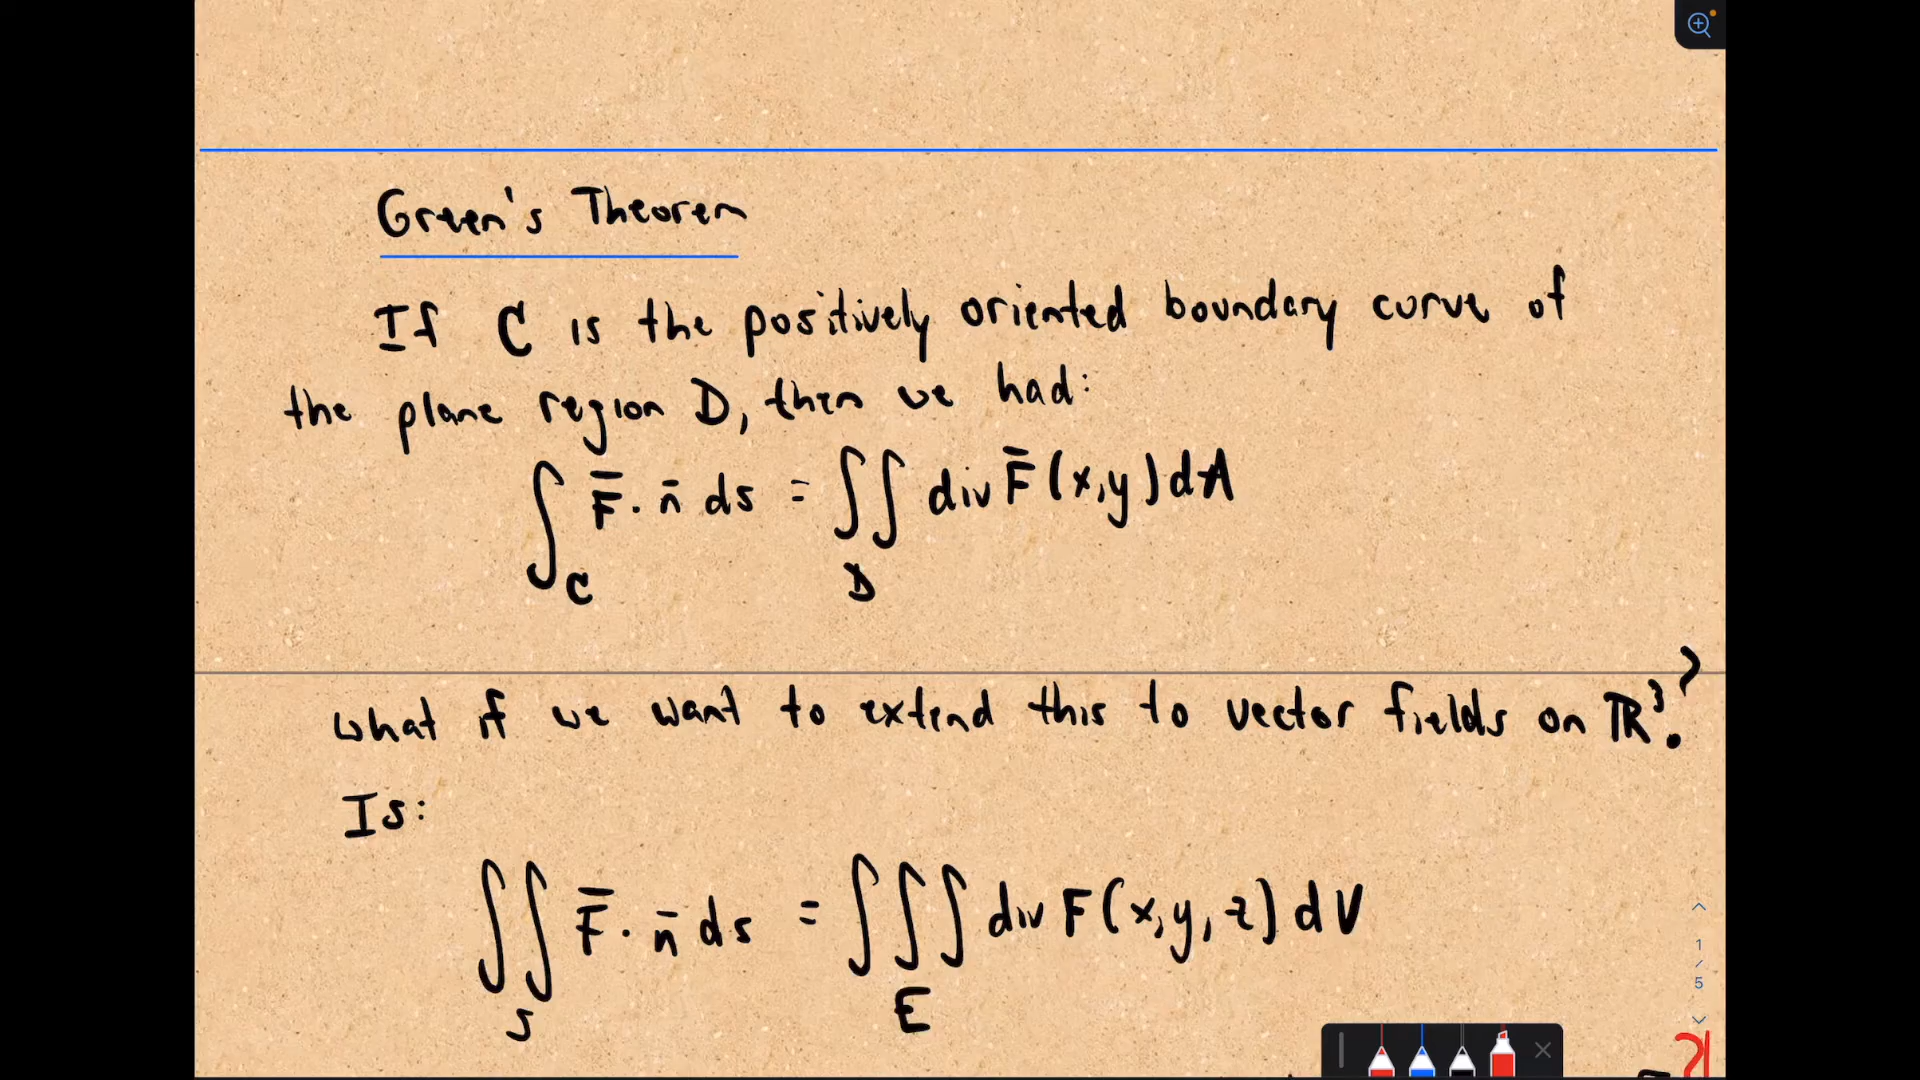 Green's Theorem
If C is the positively oriented boundary curve of
the plane region D, then we had:
∫_C F̄ · n̄ ds = ∬_D div F̄(x,y) dA
What if we want to extend this to vector fields on ℝ³?
Is:
∬_S F̄ · n̄ ds = ∭_E div F(x,y,z) dV
1
/
5